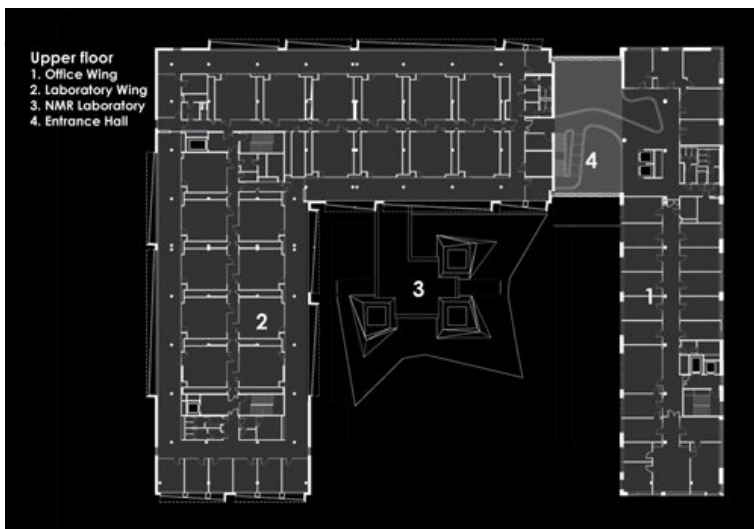 Upper floor
1. Office Wing
2. Laboratory Wing
3. NMR Laboratory
4. Entrance Hall
4
3
1
2